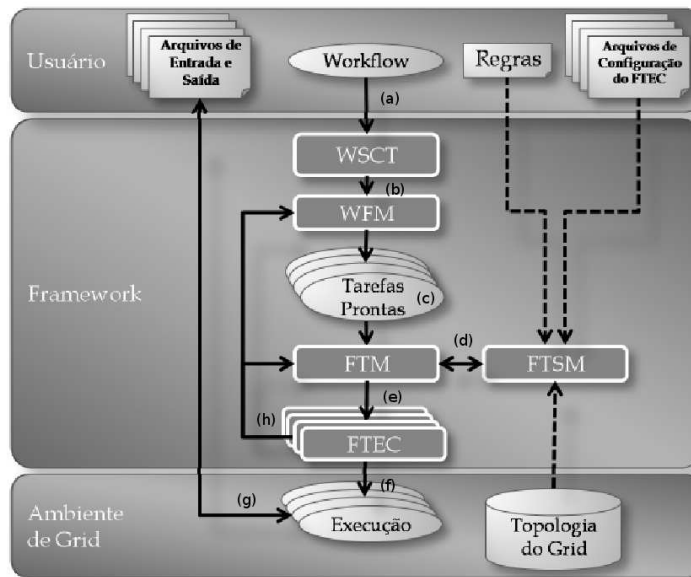 Usuário
Arquivos de
Entrada e
Saída
Workflow
Regras
Arquivos de
Configuração
do FTEC
(a)
Framework
WSCT
(b)
WFM
Tarefas
Prontas
(c)
FTM
(d)
FTSM
(e)
(h)
FTEC
Ambiente
de Grid
(g)
(f)
Execução
Topologia
do Grid